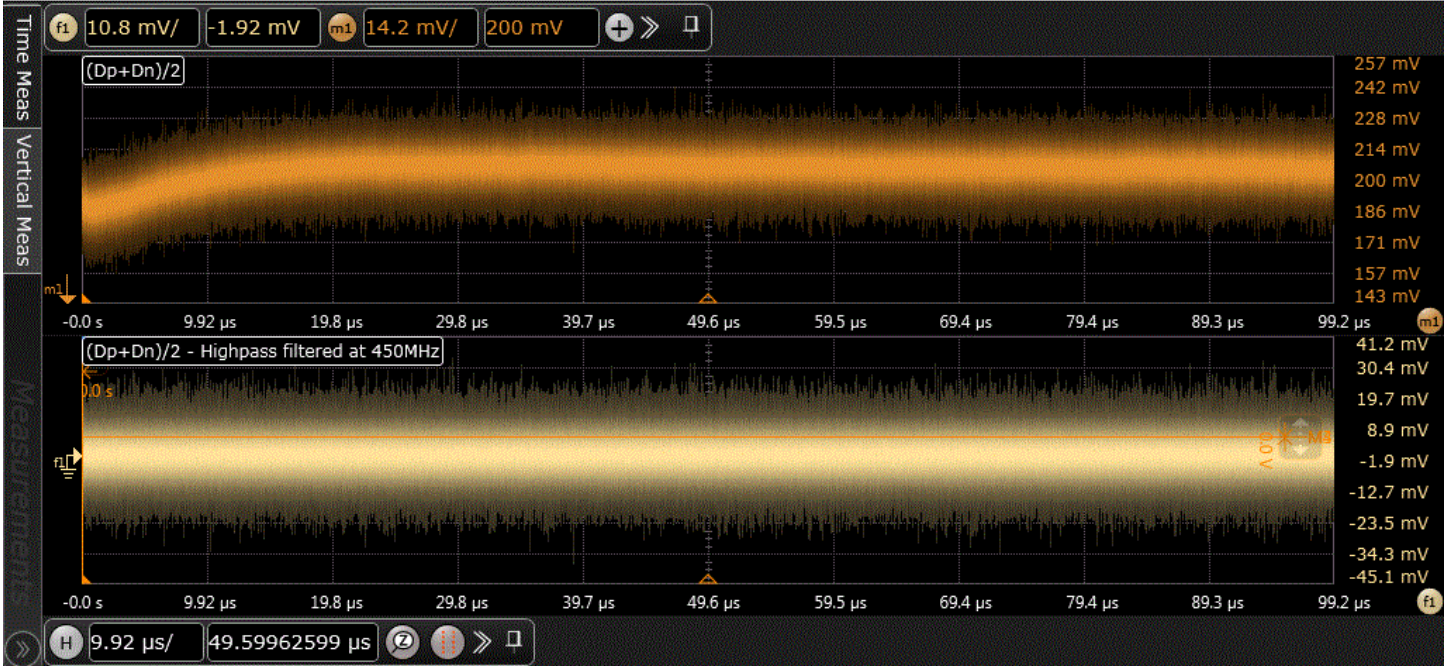 Time Meas
Vertical Meas
Measurements
f1 10.8 mV/ -1.92 mV m1 14.2 mV/ 200 mV
(Dp+Dn)/2
257 mV
242 mV
228 mV
214 mV
200 mV
186 mV
171 mV
157 mV
143 mV
m1
-0.0 s 9.92 µs 19.8 µs 29.8 µs 39.7 µs 49.6 µs 59.5 µs 69.4 µs 79.4 µs 89.3 µs 99.2 µs m1
(Dp+Dn)/2 - Highpass filtered at 450MHz
41.2 mV
30.4 mV
0.0 s
19.7 mV
8.9 mV
0.0 V
f1
-1.9 mV
-12.7 mV
-23.5 mV
-34.3 mV
-45.1 mV
-0.0 s 9.92 µs 19.8 µs 29.8 µs 39.7 µs 49.6 µs 59.5 µs 69.4 µs 79.4 µs 89.3 µs 99.2 µs f1
H 9.92 µs/ 49.59962599 µs Z